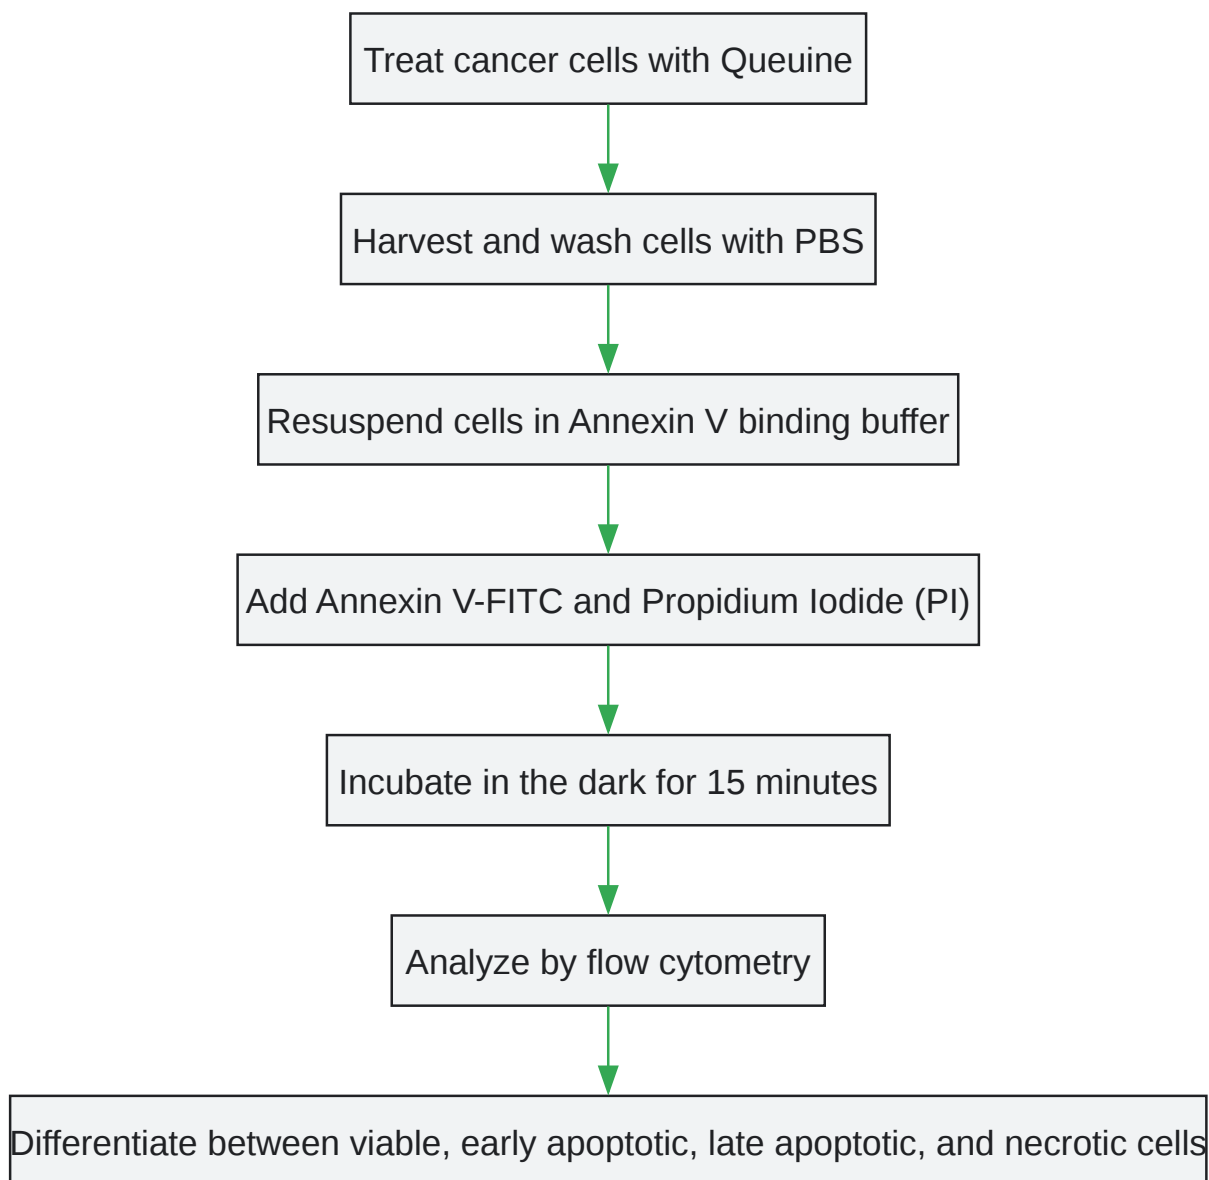 Treat cancer cells with Queuine
Harvest and wash cells with PBS
Resuspend cells in Annexin V binding buffer
Add Annexin V-FITC and Propidium Iodide (PI)
Incubate in the dark for 15 minutes
Analyze by flow cytometry
Differentiate between viable, early apoptotic, late apoptotic, and necrotic cells